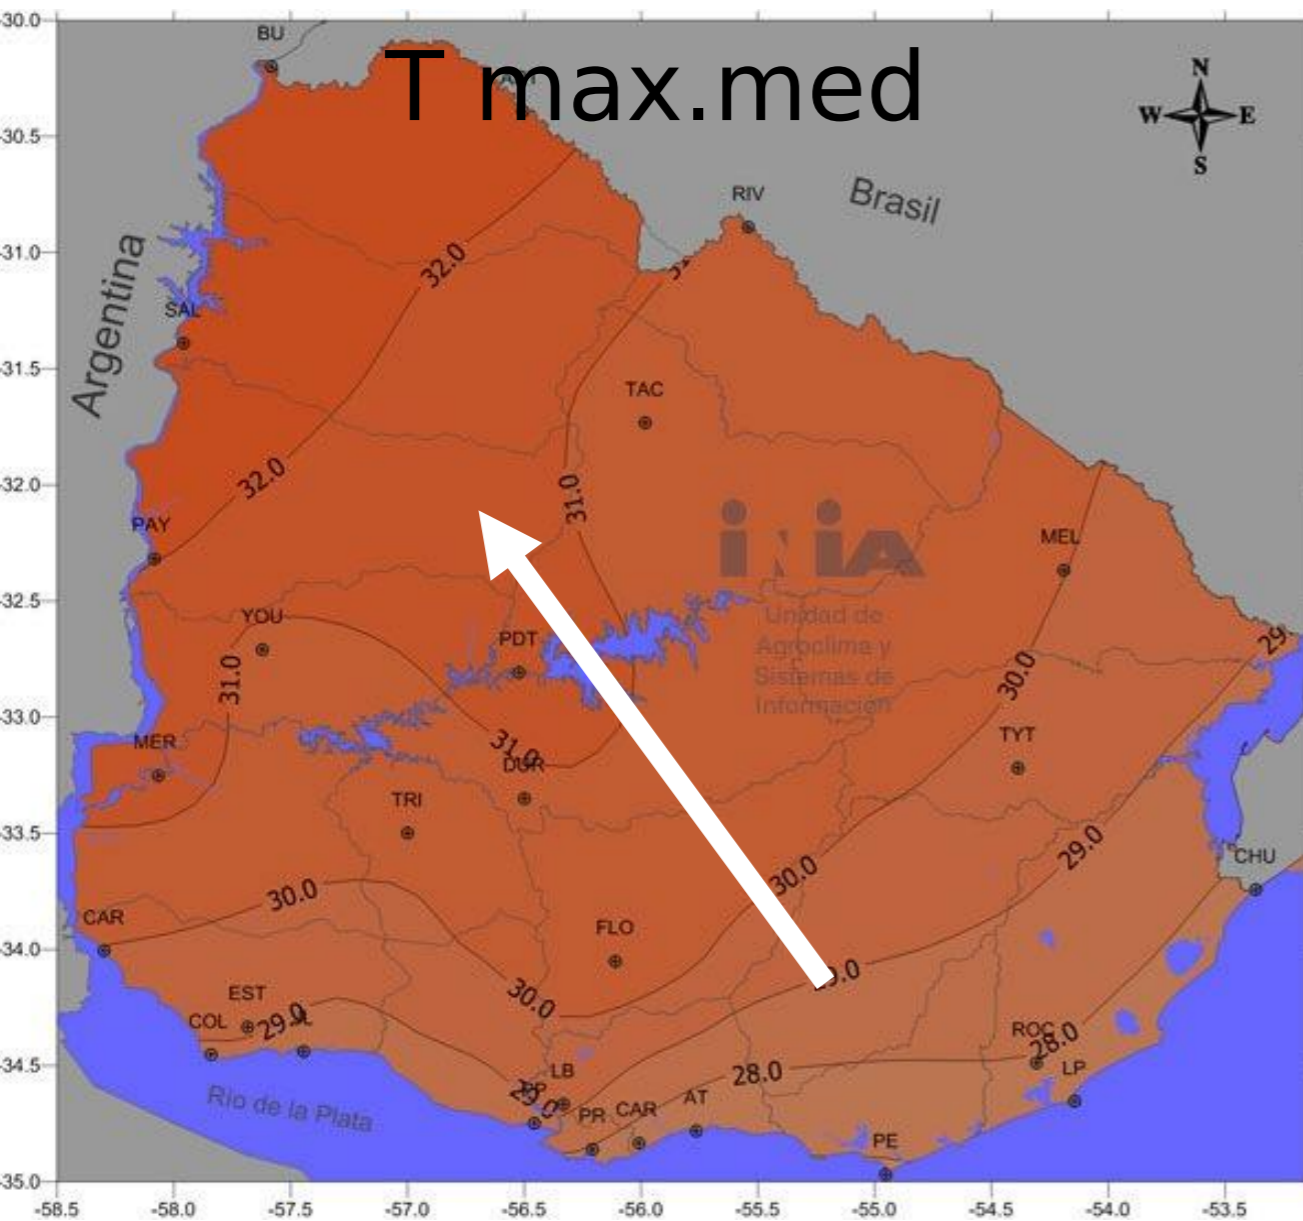 T max.med
BU
N
W E
S
RIV
Brasil
Argentina
32.0
SAL
TAC
32.0
31.0
PAY
MEL
iNiA
Unidad de
Agroclima y
Sistemas de
Información
YOU
PDT
31.0
30.0
29
MER
31.0
DUR
TYT
TRI
30.0
29.0
CHU
30.0
CAR
FLO
30.0
EST
COL
29.0
ROC
28.0
28.0
LP
LB
29.0
PR
CAR
AT
PE
Rio de la Plata
-30.0
-30.5
-31.0
-31.5
-32.0
-32.5
-33.0
-33.5
-34.0
-34.5
-35.0
-58.5 -58.0 -57.5 -57.0 -56.5 -56.0 -55.5 -55.0 -54.5 -54.0 -53.5